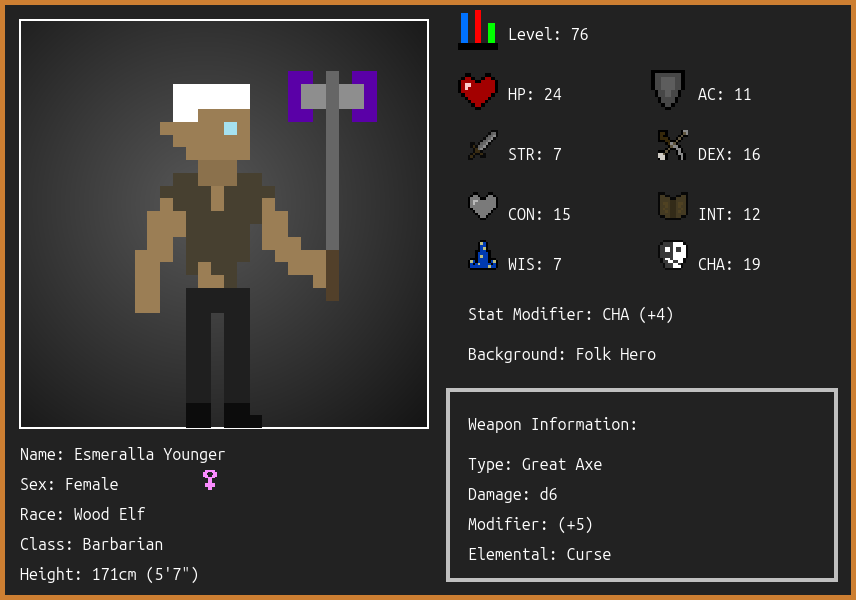 Level: 76
HP: 24
AC: 11
STR: 7
DEX: 16
CON: 15
INT: 12
WIS: 7
CHA: 19
Stat Modifier: CHA (+4)
Background: Folk Hero
Weapon Information:
Type: Great Axe
Damage: d6
Modifier: (+5)
Elemental: Curse
Name: Esmeralla Younger
Sex: Female
Race: Wood Elf
Class: Barbarian
Height: 171cm (5'7")